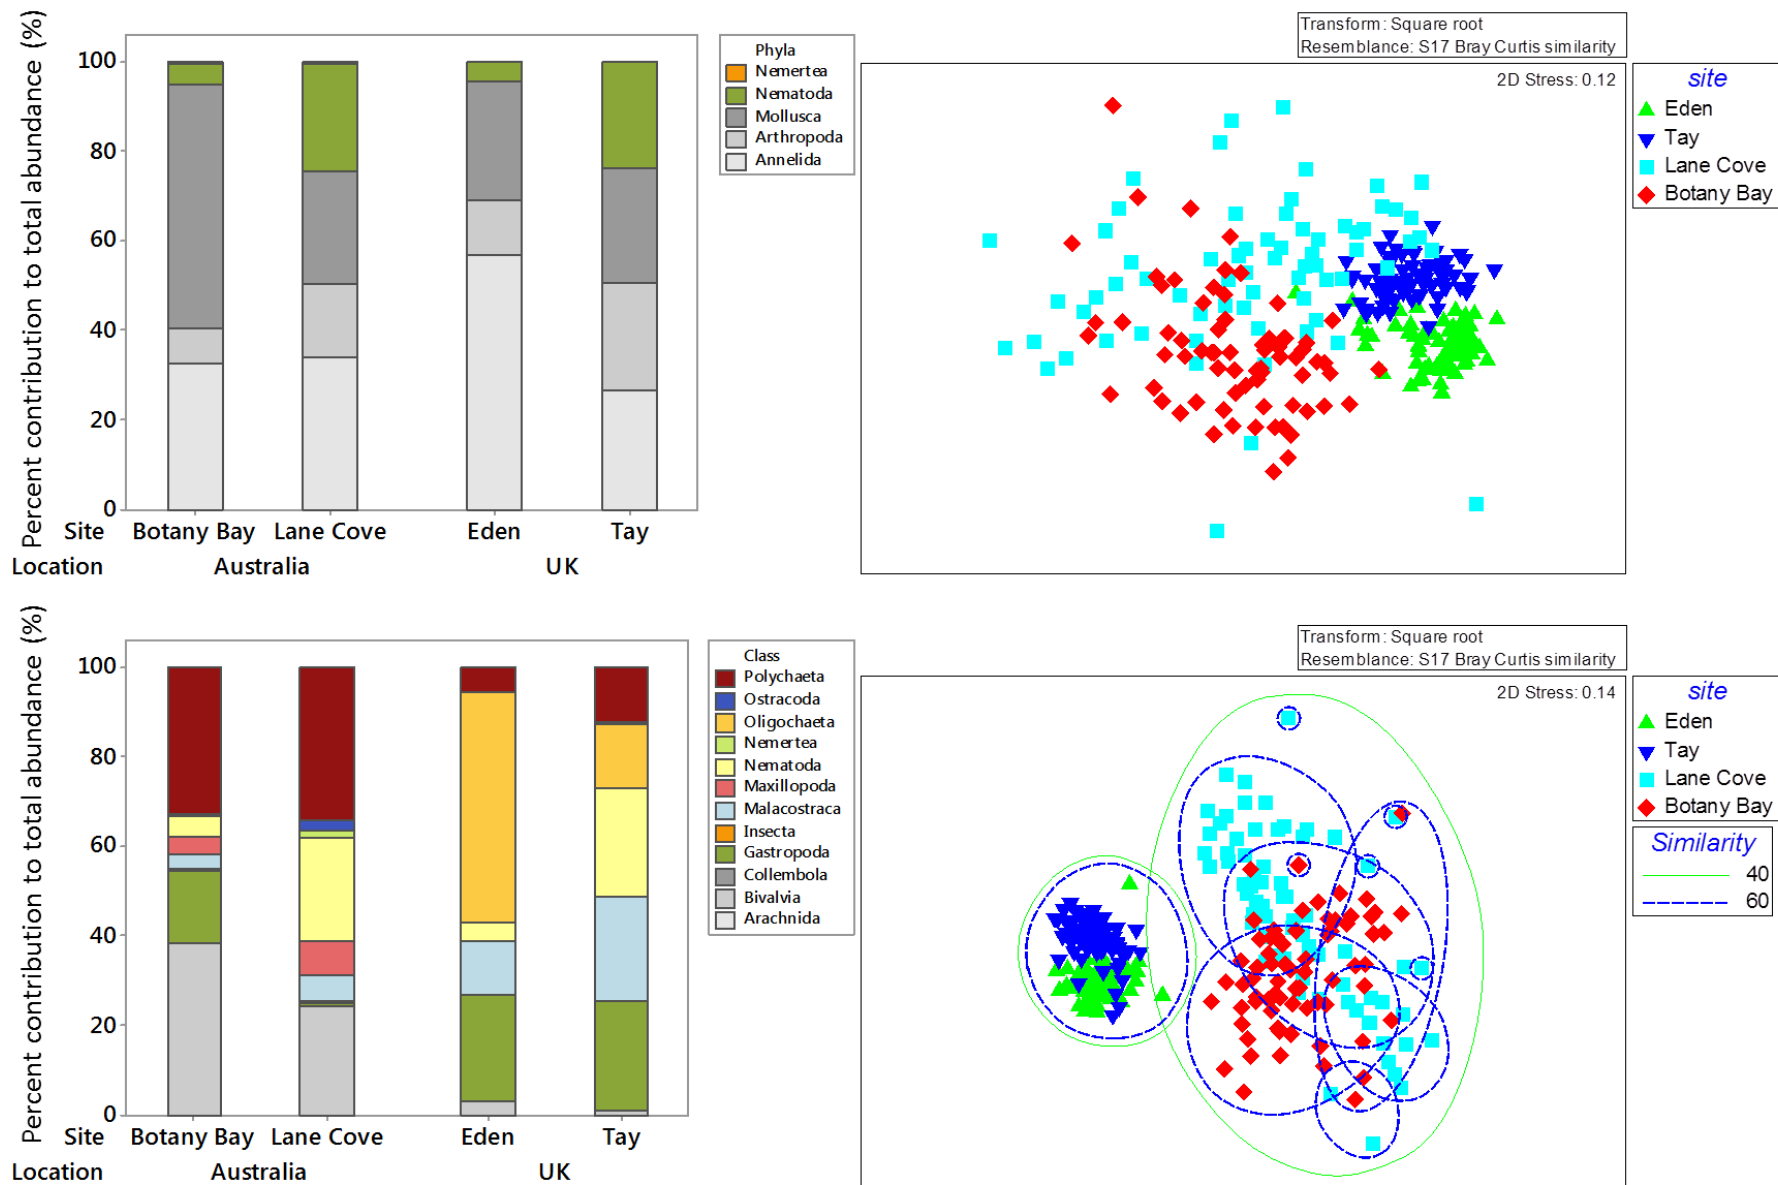 Percent contribution to total abundance (%)
100
80
60
40
20
0
Site Botany Bay Lane Cove Eden Tay
Location Australia UK
Phyla
Nemertea
Nematoda
Mollusca
Arthropoda
Annelida
Transform: Square root
Resemblance: S17 Bray Curtis similarity
2D Stress: 0.12
site
Eden
Tay
Lane Cove
Botany Bay
Percent contribution to total abundance (%)
100
80
60
40
20
0
Site Botany Bay Lane Cove Eden Tay
Location Australia UK
Class
Polychaeta
Ostracoda
Oligochaeta
Nemertea
Nematoda
Maxillopoda
Malacostraca
Insecta
Gastropoda
Collembola
Bivalvia
Arachnida
Transform: Square root
Resemblance: S17 Bray Curtis similarity
2D Stress: 0.14
site
Eden
Tay
Lane Cove
Botany Bay
Similarity
40
60